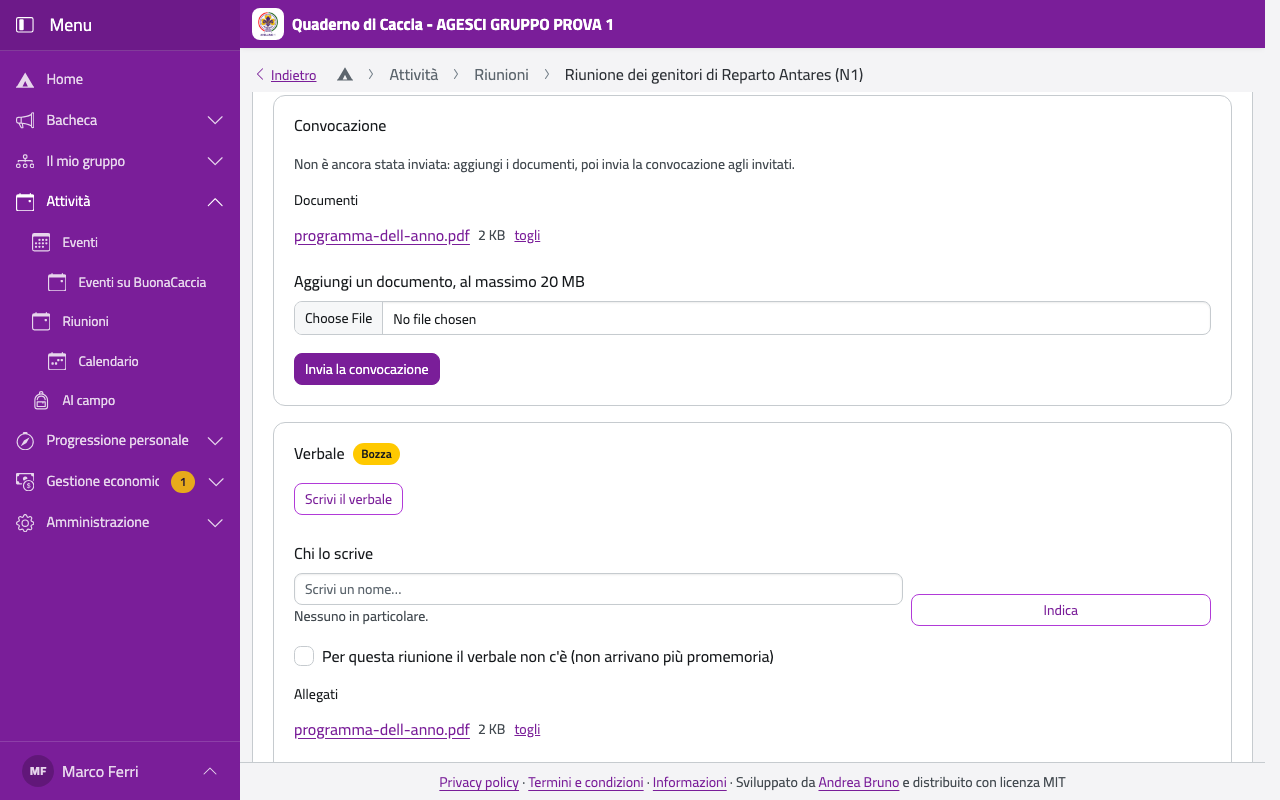 Menu
Quaderno di Caccia - AGESCI GRUPPO PROVA 1
Indietro
Attività
Riunioni
Riunione dei genitori di Reparto Antares (N1)
Home
Bacheca
Il mio gruppo
Attività
Eventi
Eventi su BuonaCaccia
Riunioni
Calendario
Al campo
Progressione personale
Gestione economic
1
Amministrazione
MF
Marco Ferri
Convocazione
Non è ancora stata inviata: aggiungi i documenti, poi invia la convocazione agli invitati.
Documenti
programma-dell-anno.pdf 2 KB togli
Aggiungi un documento, al massimo 20 MB
Choose File No file chosen
Invia la convocazione
Verbale Bozza
Scrivi il verbale
Chi lo scrive
Scrivi un nome...
Nessuno in particolare.
Indica
Per questa riunione il verbale non c'è (non arrivano più promemoria)
Allegati
programma-dell-anno.pdf 2 KB togli
Privacy policy · Termini e condizioni · Informazioni · Sviluppato da Andrea Bruno e distribuito con licenza MIT